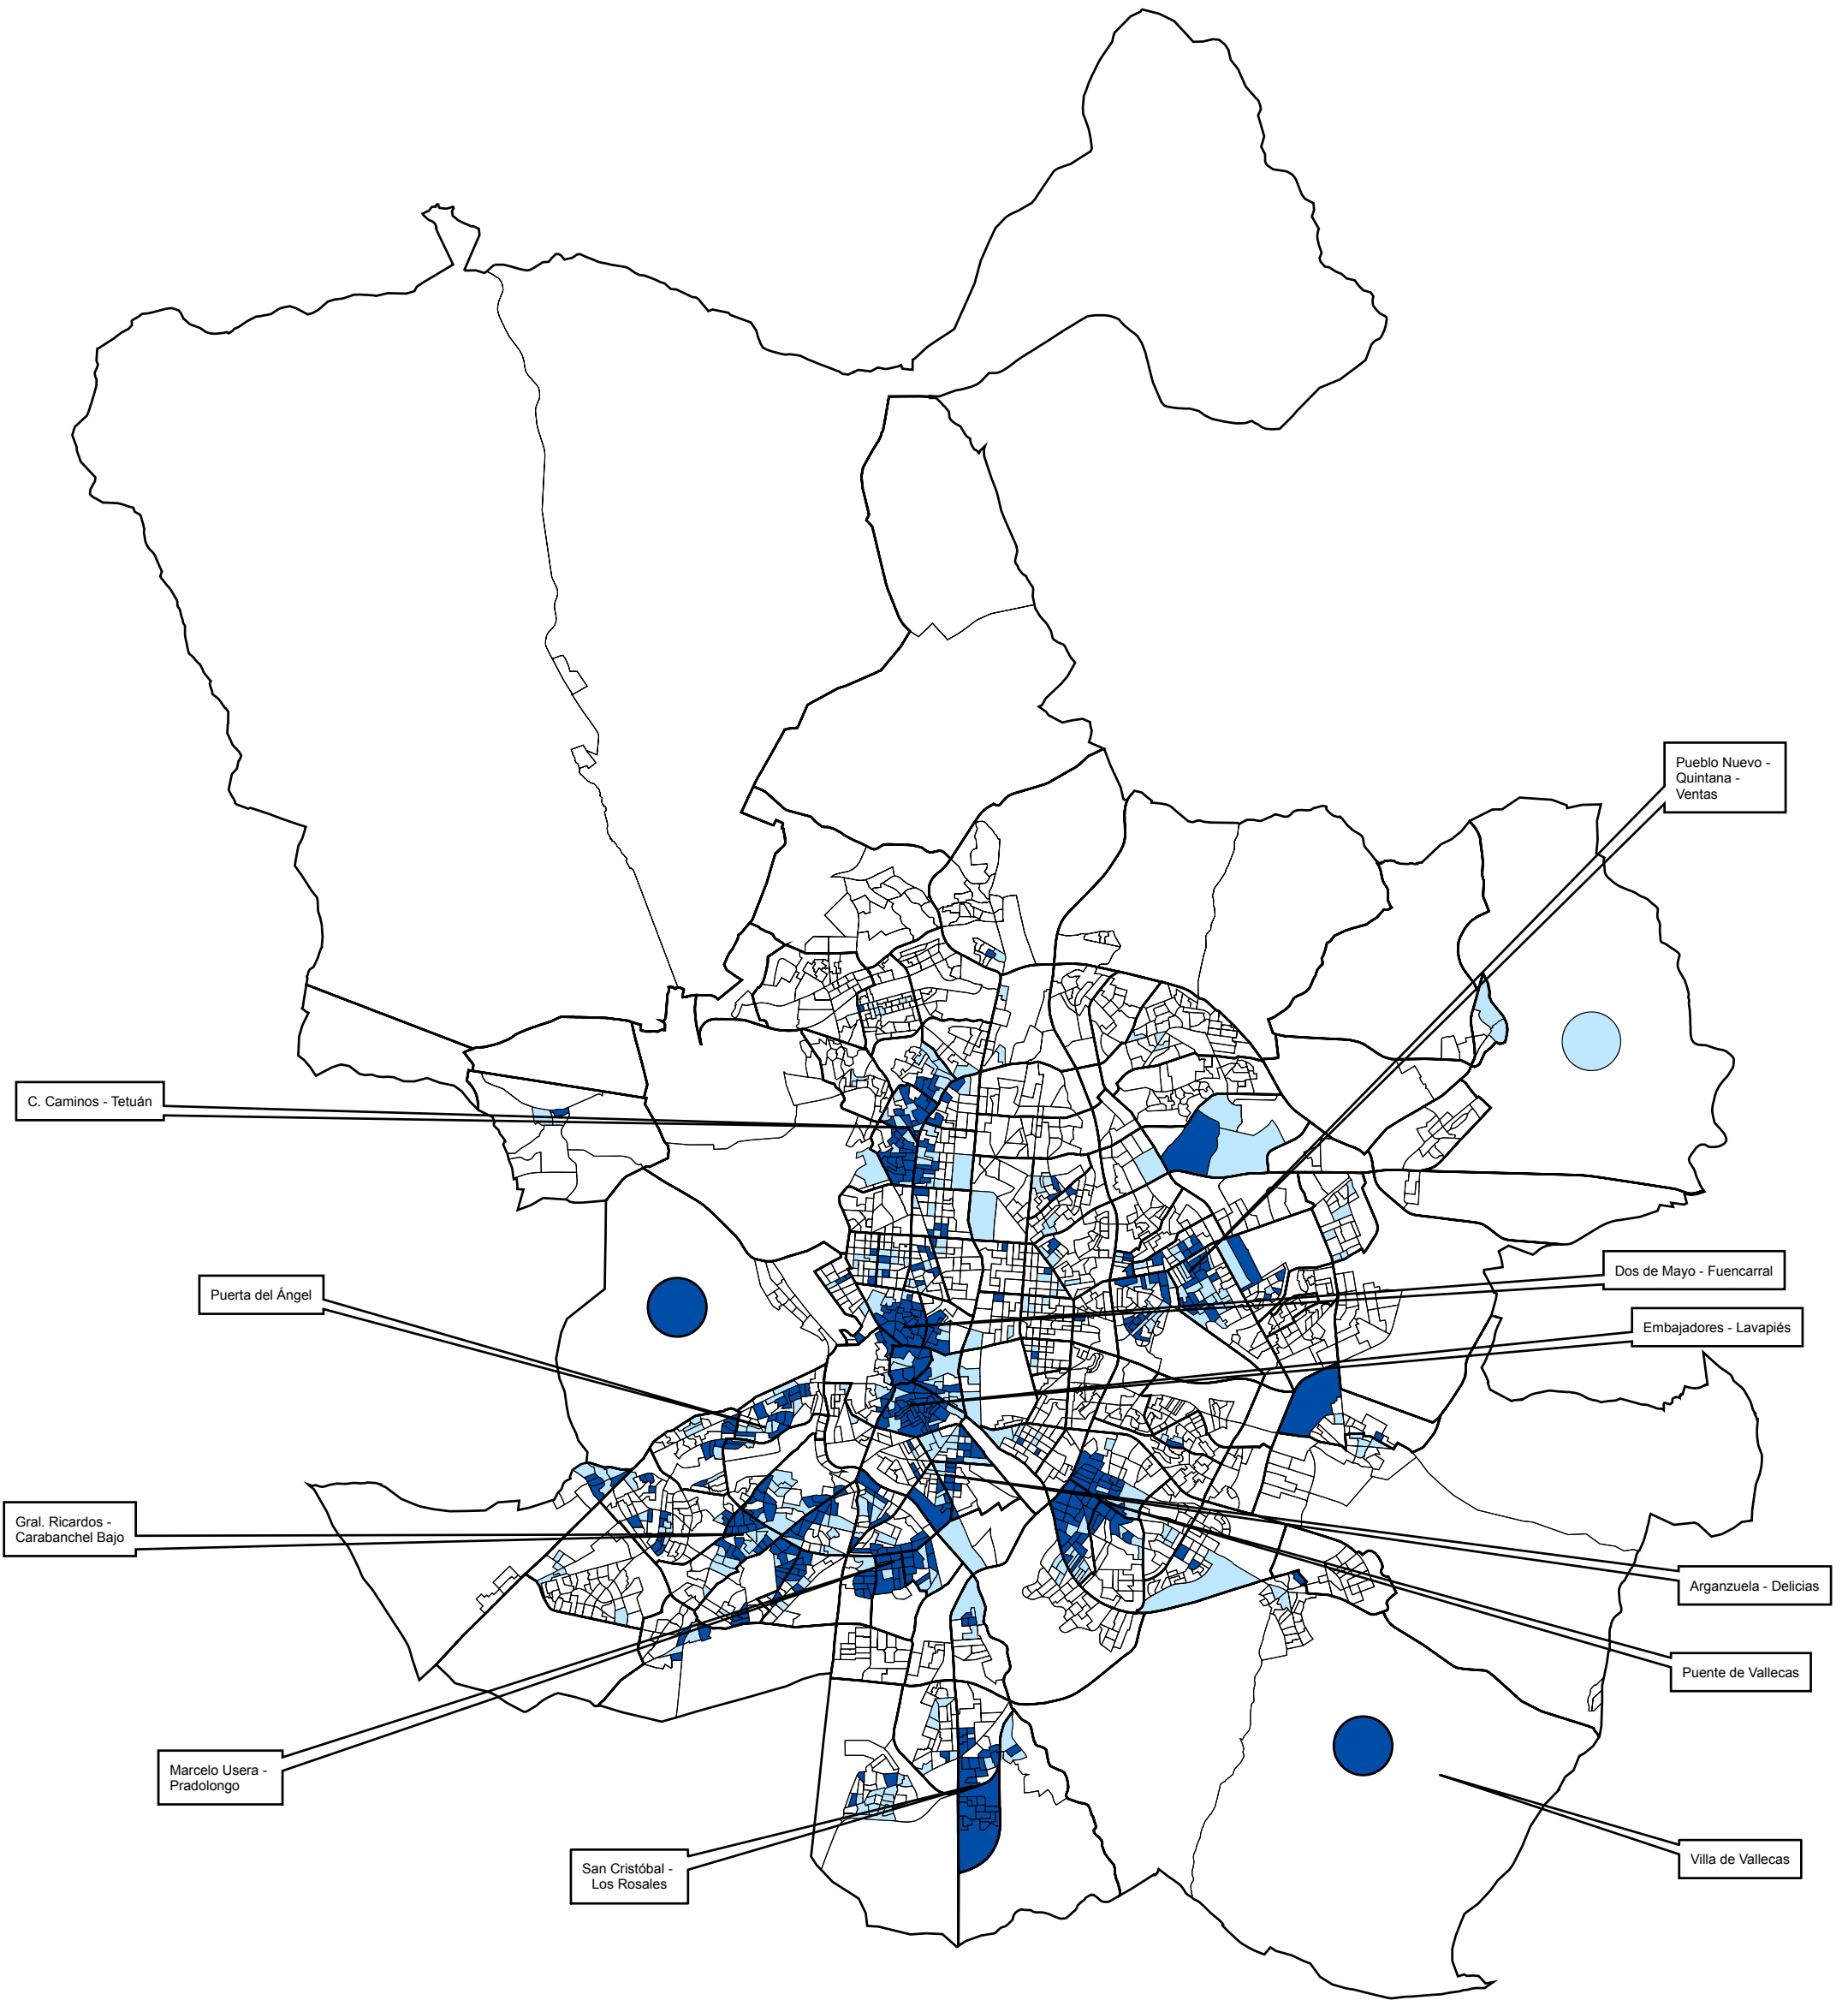 Pueblo Nuevo -
Quintana -
Ventas
C. Caminos - Tetuán
Dos de Mayo - Fuencarral
Puerta del Ángel
Embajadores - Lavapiés
Gral. Ricardos -
Carabanchel Bajo
Arganzuela - Delicias
Puente de Vallecas
Marcelo Usera -
Pradolongo
Villa de Vallecas
San Cristóbal -
Los Rosales